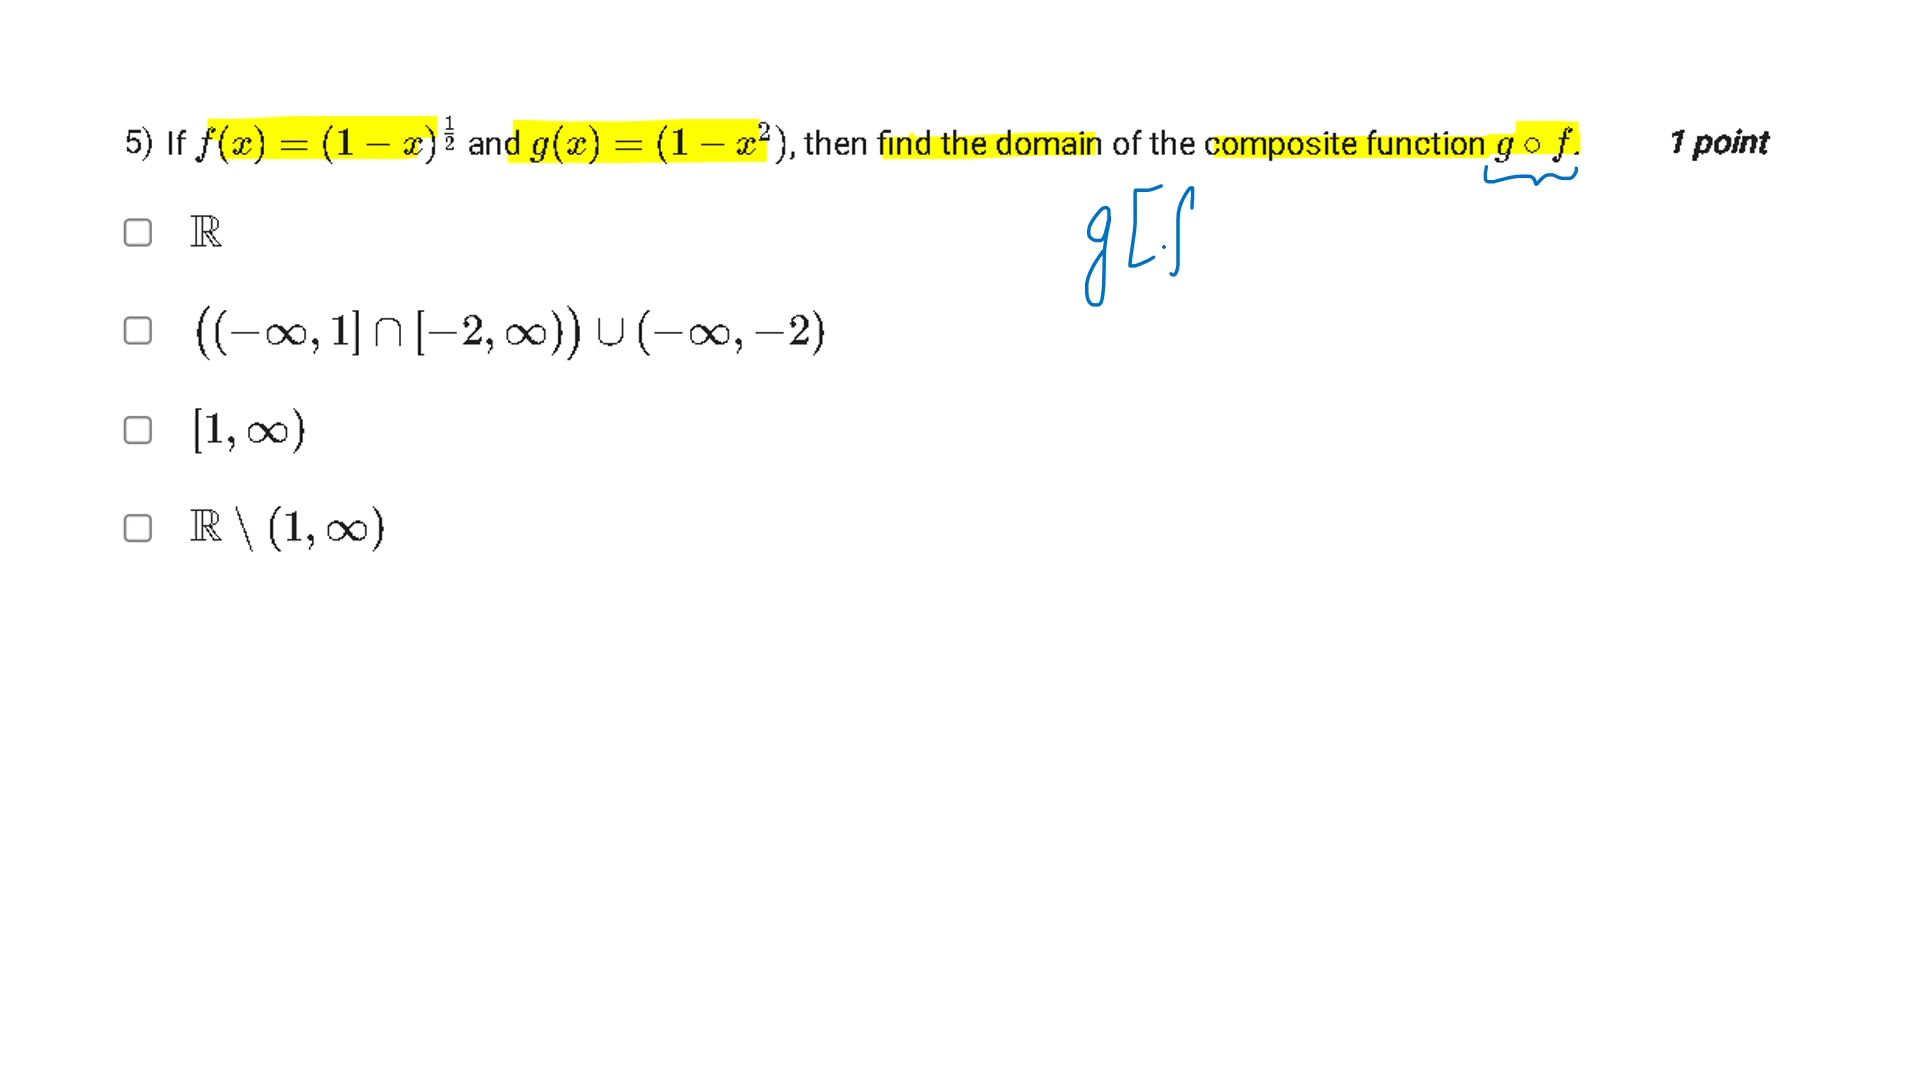 5) If f(x) = (1 − x)^{1/2} and g(x) = (1 − x²), then find the domain of the composite function g ∘ f. 1 point
g[f
ℝ
((−∞, 1] ∩ [−2, ∞)) ∪ (−∞, −2)
[1, ∞)
ℝ \ (1, ∞)